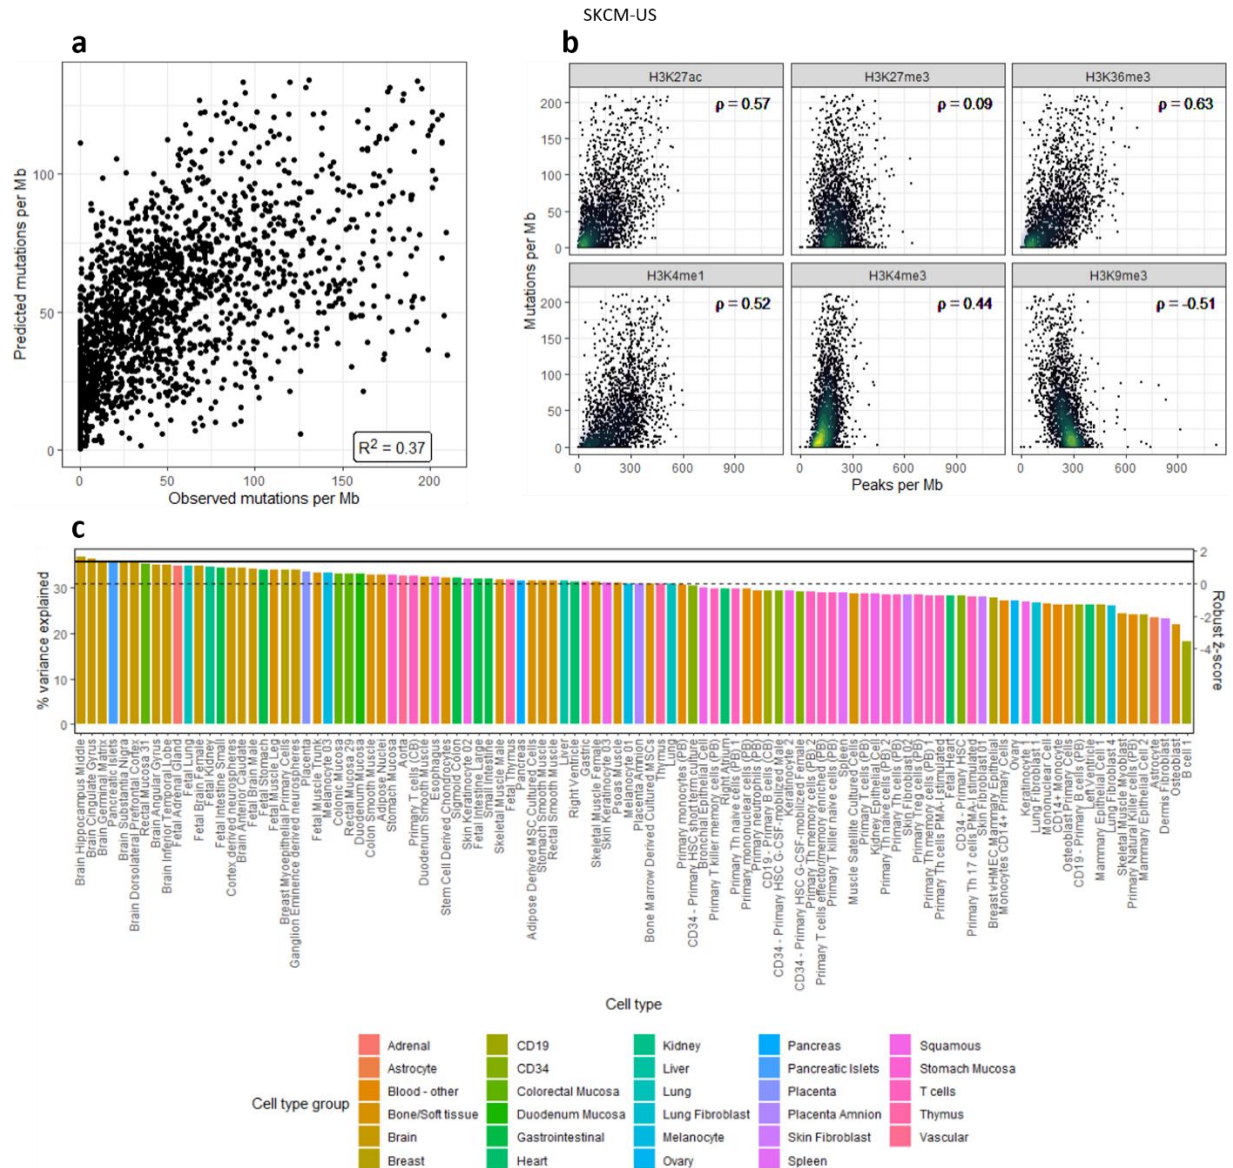 SKCM-US
a
b
Predicted mutations per Mb
100
50
0
R² = 0.37
0 50 100 150 200
Observed mutations per Mb
Mutations per Mb
H3K27ac H3K27me3 H3K36me3
ρ = 0.57 ρ = 0.09 ρ = 0.63
200
150
100
50
0
H3K4me1 H3K4me3 H3K9me3
ρ = 0.52 ρ = 0.44 ρ = -0.51
200
150
100
50
0
0 300 600 900 0 300 600 900 0 300 600 900
Peaks per Mb
c
% variance explained
30
20
10
0
2
0
-2
-4
Robust z-score
Brain Hippocampus Middle
Brain Cingulate Gyrus
Brain Germinal Matrix
Pancreatic Islets
Brain Substantia Nigra
Brain Dorsolateral Prefrontal Cortex
Rectal Mucosa 31
Brain Angular Gyrus
Brain Inferior Temporal Lobe
Fetal Adrenal Gland
Fetal Lung
Fetal Brain Female
Fetal Kidney
Fetal Intestine Small
Cortex derived neurospheres
Brain Anterior Caudate
Fetal Brain Male
Fetal Stomach
Fetal Muscle Leg
Breast Myoepithelial Primary Cells
Ganglion Eminence derived neurospheres
Placenta
Fetal Muscle Trunk
Melanocyte 03
Colonic Mucosa
Rectal Mucosa 29
Duodenum Mucosa
Colon Smooth Muscle
Adipose Nuclei
Stomach Mucosa
Aorta
Primary T cells (CB)
Duodenum Smooth Muscle
Esophagus
Stem Cell Derived Chondrocytes
Sigmoid Colon
Skin Keratinocyte 02
Fetal Intestine Large
Small Intestine
Skeletal Muscle Male
Fetal Thymus
Pancreas
Adipose Derived MSC Cultured Cells
Stomach Smooth Muscle
Rectal Smooth Muscle
Liver
Right Ventricle
Gastric
Skeletal Muscle Female
Skin Keratinocyte 03
Psoas Muscle
Melanocyte 01
Placenta Amnion
Bone Marrow Derived Cultured MSCs
Thymus
Lung
Primary monocytes (PB)
CD34 - Primary HSC short term culture
Bronchial Epithelial Cell
Primary T killer memory cells (PB)
Right Atrium
Primary Th naive cells (PB) 1
Primary mononuclear cells (PB)
Primary neutrophils (PB)
CD19 - Primary B cells (CB)
CD34 - Primary HSC G-CSF-mobilized Male
Keratinocyte 2
CD34 - Primary HSC G-CSF-mobilized Female
Primary Th memory cells (PB) 2
Primary T cells effector/memory enriched (PB)
Primary T killer naive cells (PB)
Spleen
Muscle Satellite Cultured Cells
Primary T cells (PB)
Kidney Epithelial Cell
Primary Th naive cells (PB) 2
Primary Th cells (PB)
Skin Fibroblast 02
Primary Treg cells (PB)
Primary Th memory cells (PB) 1
Primary Th cells PMA-I stimulated
Fetal Heart
CD34 - Primary HSC
Primary Th 17 cells PMA-I stimulated
Skin Fibroblast 01
Breast vHMEC Mammary Epithelial
Monocytes CD14+ Primary Cells
Ovary
Keratinocyte 1
Lung Fibroblast 1
Mononuclear Cell
CD14+ Monocyte
Osteoblast Primary Cells
CD19 - Primary cells (PB)
Left Ventricle
Mammary Epithelial Cell 1
Lung Fibroblast 4
Skeletal Muscle Myoblast
Primary Natural Killer cells (PB)
Mammary Epithelial Cell 2
Astrocyte
Dermis Fibroblast
Osteoblast
B cell 1
Cell type
Cell type group
Adrenal
Astrocyte
Blood - other
Bone/Soft tissue
Brain
Breast
CD19
CD34
Colorectal Mucosa
Duodenum Mucosa
Gastrointestinal
Heart
Kidney
Liver
Lung
Lung Fibroblast
Melanocyte
Ovary
Pancreas
Pancreatic Islets
Placenta
Placenta Amnion
Skin Fibroblast
Spleen
Squamous
Stomach Mucosa
T cells
Thymus
Vascular